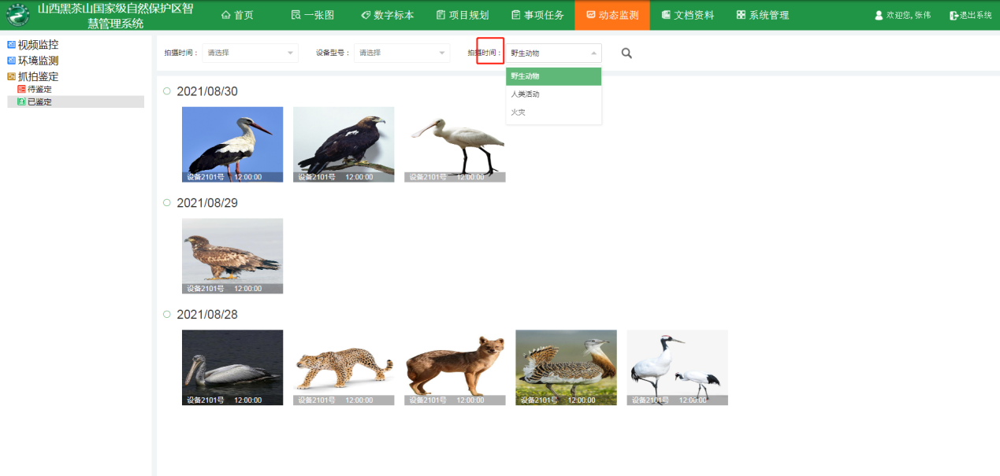 山西黑茶山国家级自然保护区智
慧管理系统
首页
一张图
数字标本
项目规划
事项任务
动态监测
文档资料
系统管理
欢迎您, 张伟
退出系统
视频监控
环境监测
抓拍鉴定
待鉴定
已鉴定
拍摄时间： 请选择
设备型号： 请选择
拍摄时间： 野生动物
野生动物
人类活动
火灾
2021/08/30
设备2101号 12:00:00
设备2101号 12:00:00
设备2101号 12:00:00
2021/08/29
设备2101号 12:00:00
2021/08/28
设备2101号 12:00:00
设备2101号 12:00:00
设备2101号 12:00:00
设备2101号 12:00:00
设备2101号 12:00:00